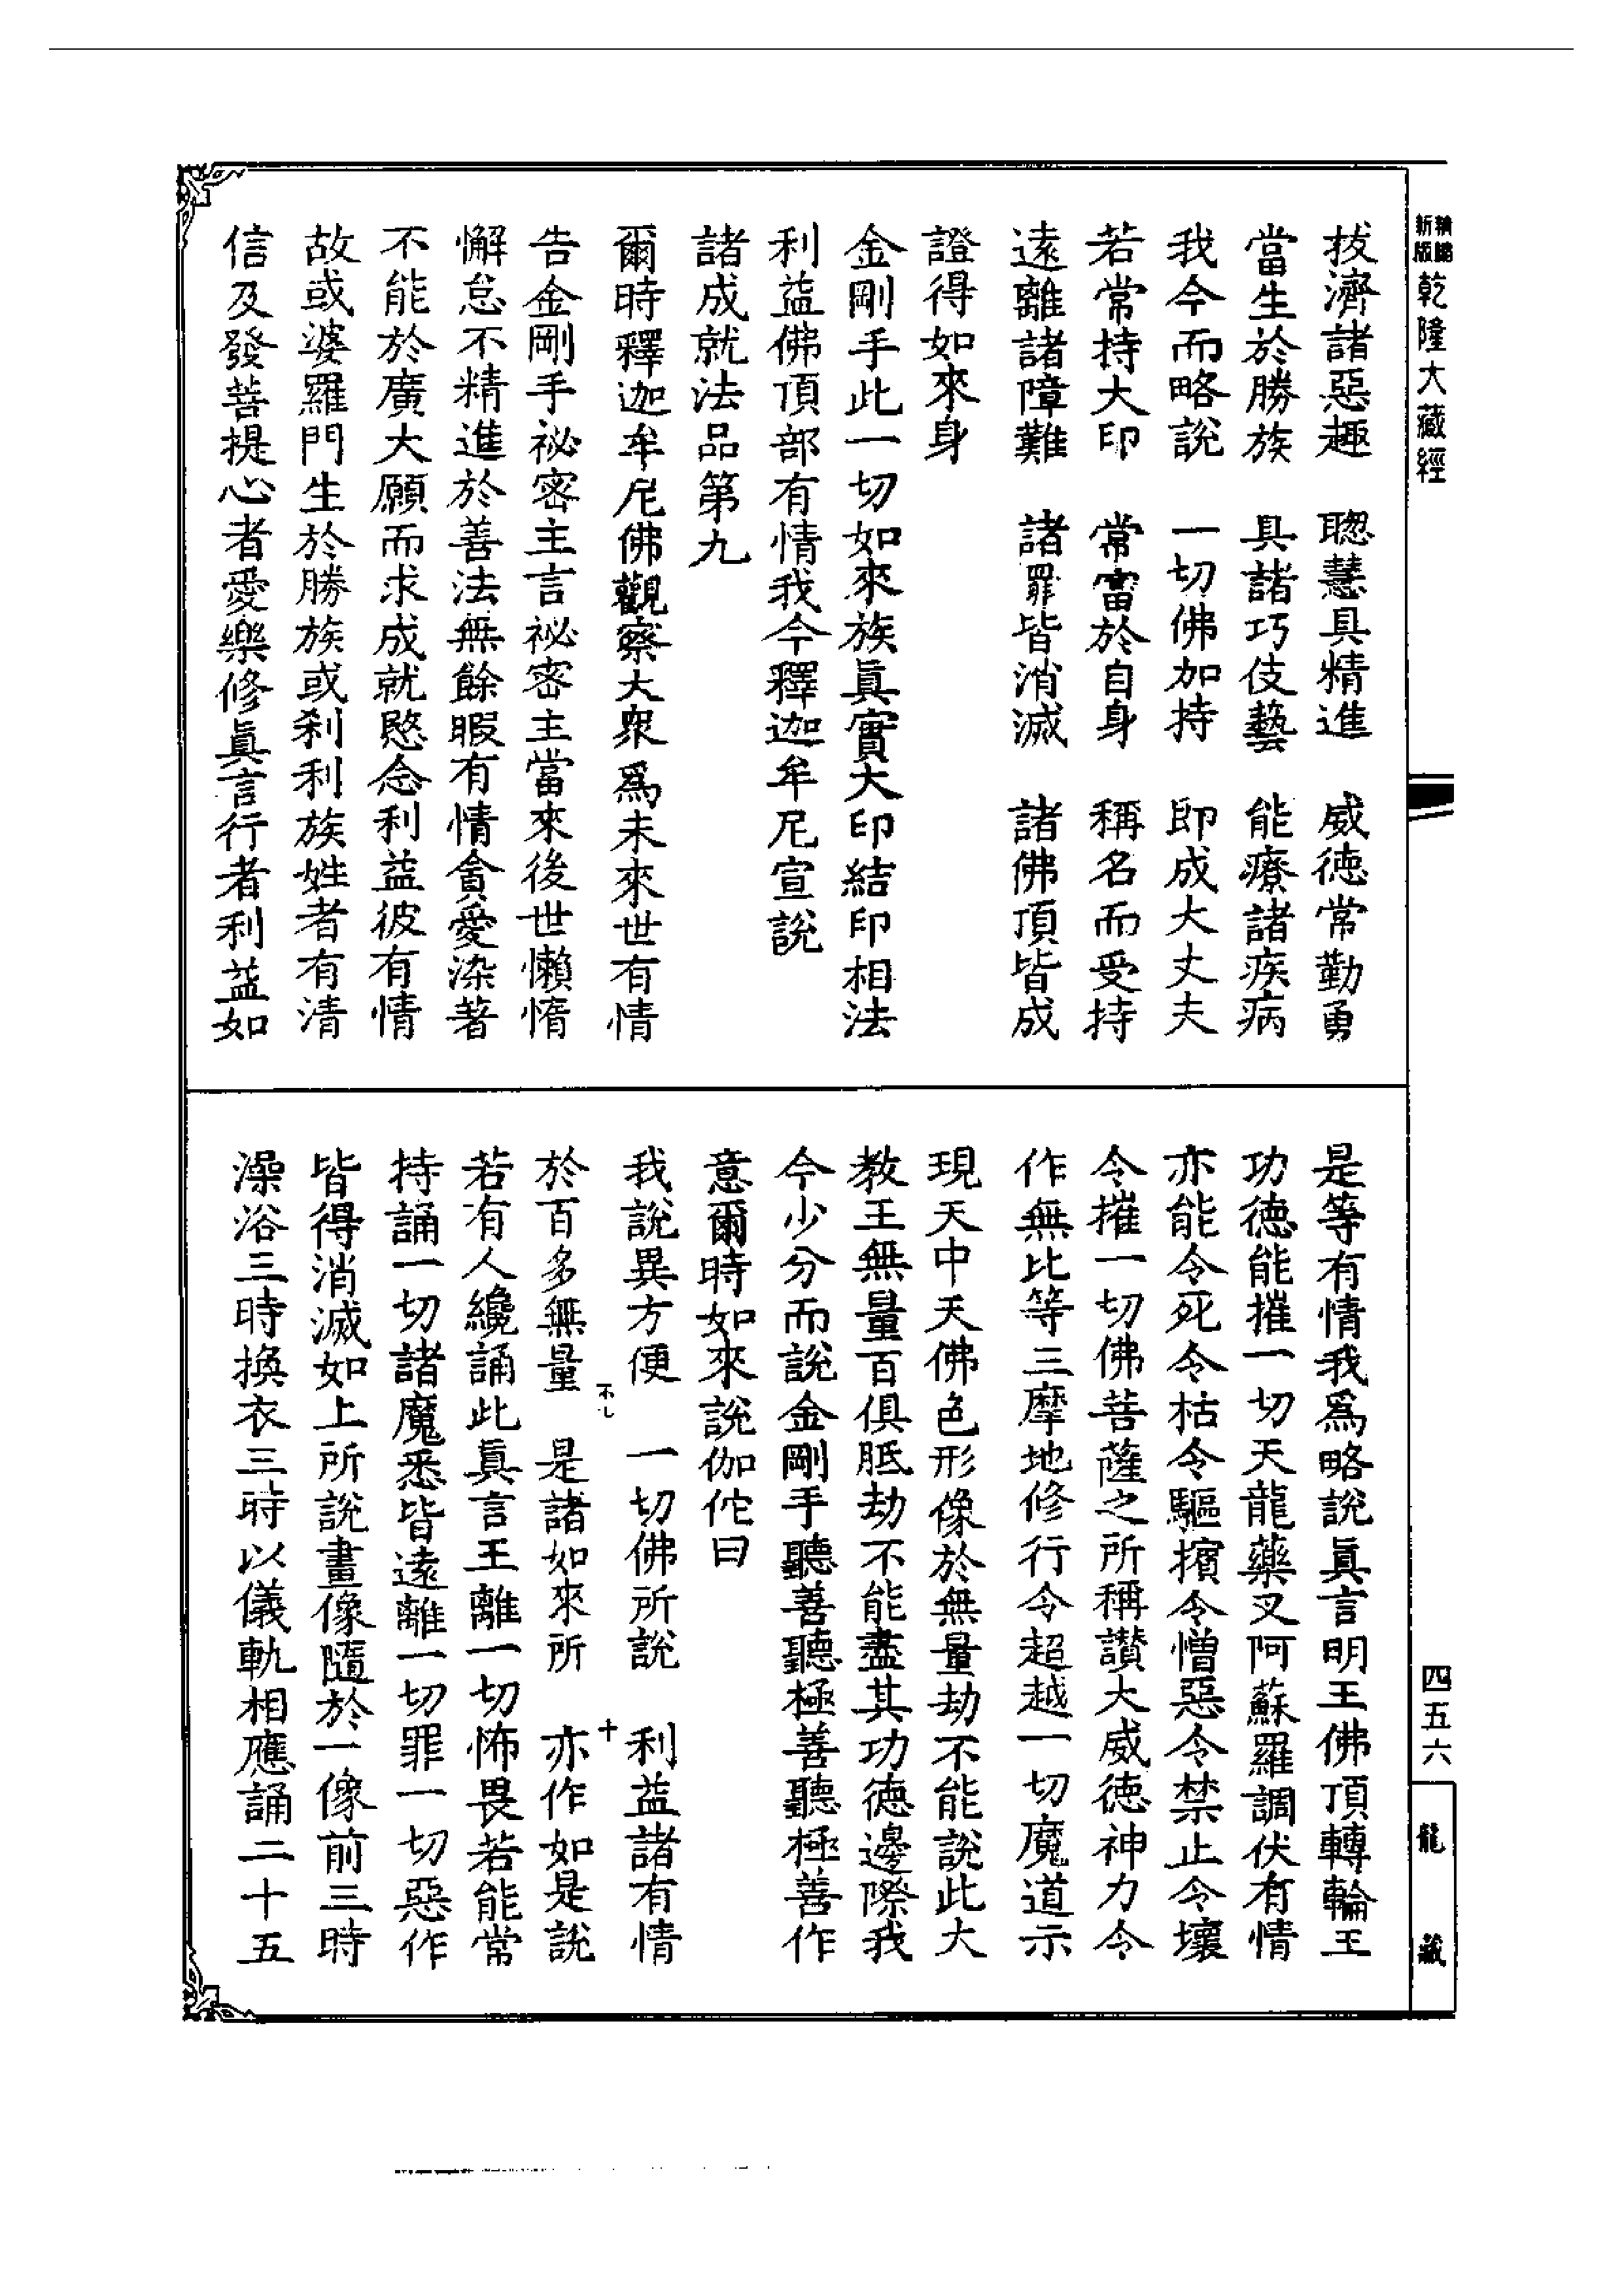 新版
精縮
乾隆大藏經
拔濟諸惡趣　聰慧具精進　威德常勤勇
當生於勝族　具諸巧伎藝　能療諸疾病
我今而略說　一切佛加持　即成大丈夫
若常持大印　常當於自身　稱名而受持
遠離諸障難　諸罪皆消滅　諸佛頂皆成
證得如來身
金剛手此一切如來族眞實大印結印相法
利益佛頂部有情我今釋迦牟尼宣說
諸成就法品第九
爾時釋迦牟尼佛觀察大衆爲未來世有情
告金剛手祕密主言祕密主當來後世懶惰
懈怠不精進於善法無餘暇有情貪愛染著
不能於廣大願而求成就愍念利益彼有情
故或婆羅門生於勝族或刹利族姓者有清
信及發菩提心者愛樂修眞言行者利益如
是等有情我爲略說眞言明王佛頂轉輪王
功德能摧一切天龍藥叉阿蘇羅調伏有情
亦能令死令枯令驅擯令憎惡令禁止令壞
令摧一切佛菩薩之所稱讚大威德神力令
作無比等三摩地修行令超越一切魔道示
現天中天佛色形像於無量劫不能說此大
教王無量百俱胝劫不能盡其功德邊際我
今少分而說金剛手聽善聽極善聽極善作
意爾時如來說伽佗曰
我說異方便　一切佛所說　利益諸有情
十
於百多無量　是諸如來所　亦作如是說
若有人纔誦此眞言王離一切怖畏若能常
持誦一切諸魔悉皆遠離一切罪一切惡作
皆得消滅如上所說畫像隨於一像前三時
澡浴三時換衣三時以儀軌相應誦二十五
四五六
龍藏